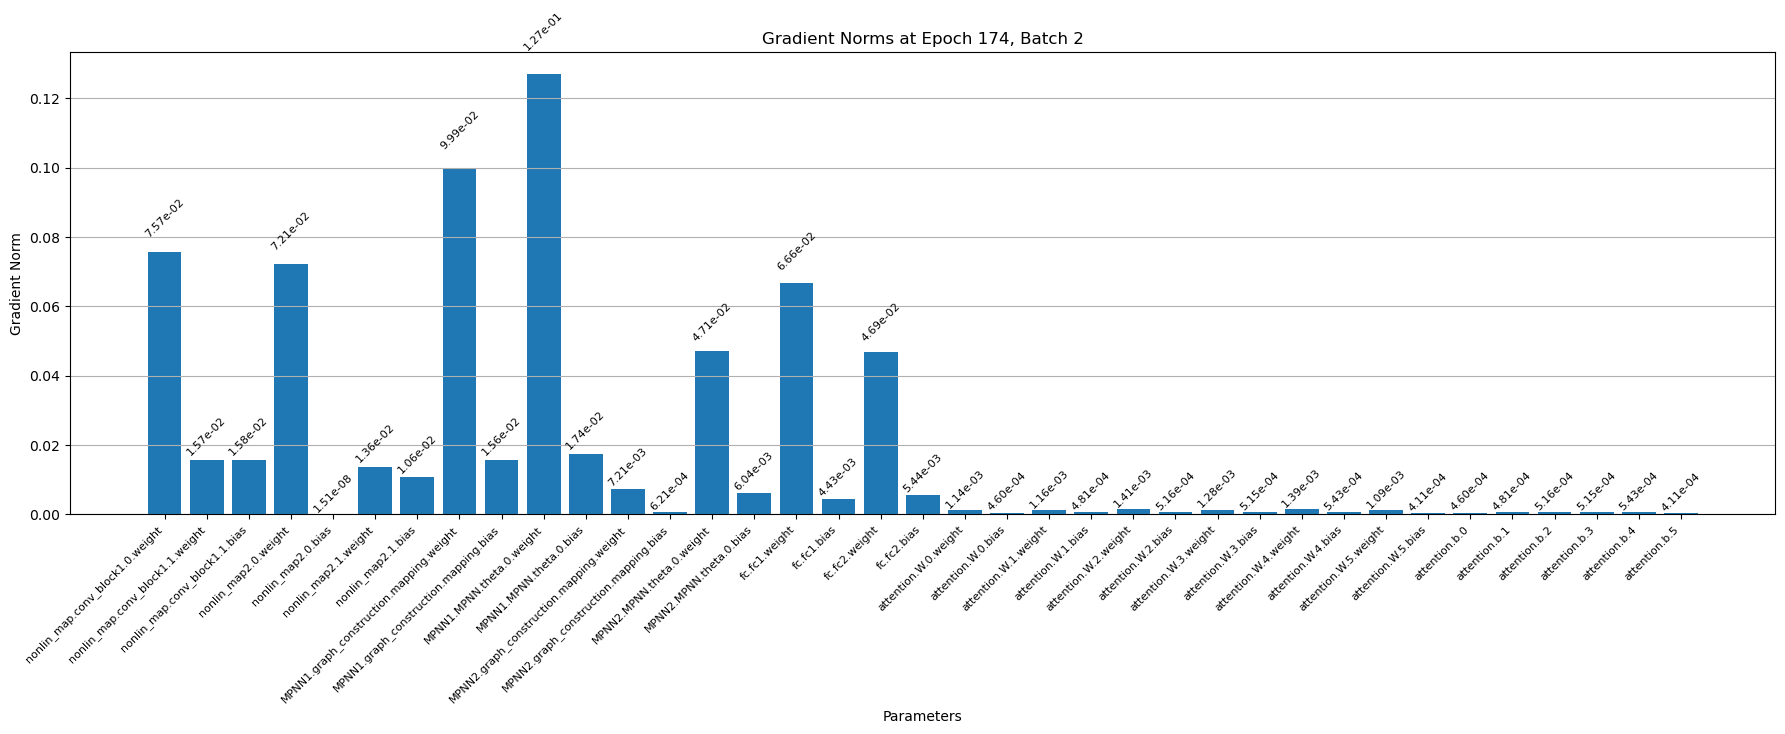 Gradient Norms at Epoch 174, Batch 2
Gradient Norm
0.12
0.10
0.08
0.06
0.04
0.02
0.00
7.57e-02
1.57e-02
1.58e-02
7.21e-02
1.51e-08
1.36e-02
1.06e-02
9.99e-02
1.56e-02
1.27e-01
1.74e-02
7.21e-03
6.21e-04
4.71e-02
6.04e-03
6.66e-02
4.43e-03
4.69e-02
5.44e-03
1.14e-03
4.60e-04
1.16e-03
4.81e-04
1.41e-03
5.16e-04
1.28e-03
5.15e-04
1.39e-03
5.43e-04
1.09e-03
4.11e-04
4.60e-04
4.81e-04
5.16e-04
5.15e-04
5.43e-04
4.11e-04
nonlin_map.conv_block1.0.weight
nonlin_map.conv_block1.1.weight
nonlin_map.conv_block1.1.bias
nonlin_map2.0.weight
nonlin_map2.0.bias
nonlin_map2.1.weight
nonlin_map2.1.bias
MPNN1.graph_construction.mapping.weight
MPNN1.graph_construction.mapping.bias
MPNN1.MPNN.theta.0.weight
MPNN1.MPNN.theta.0.bias
MPNN2.graph_construction.mapping.weight
MPNN2.graph_construction.mapping.bias
MPNN2.MPNN.theta.0.weight
MPNN2.MPNN.theta.0.bias
fc.fc1.weight
fc.fc1.bias
fc.fc2.weight
fc.fc2.bias
attention.W.0.weight
attention.W.0.bias
attention.W.1.weight
attention.W.1.bias
attention.W.2.weight
attention.W.2.bias
attention.W.3.weight
attention.W.3.bias
attention.W.4.weight
attention.W.4.bias
attention.W.5.weight
attention.W.5.bias
attention.b.0
attention.b.1
attention.b.2
attention.b.3
attention.b.4
attention.b.5
Parameters